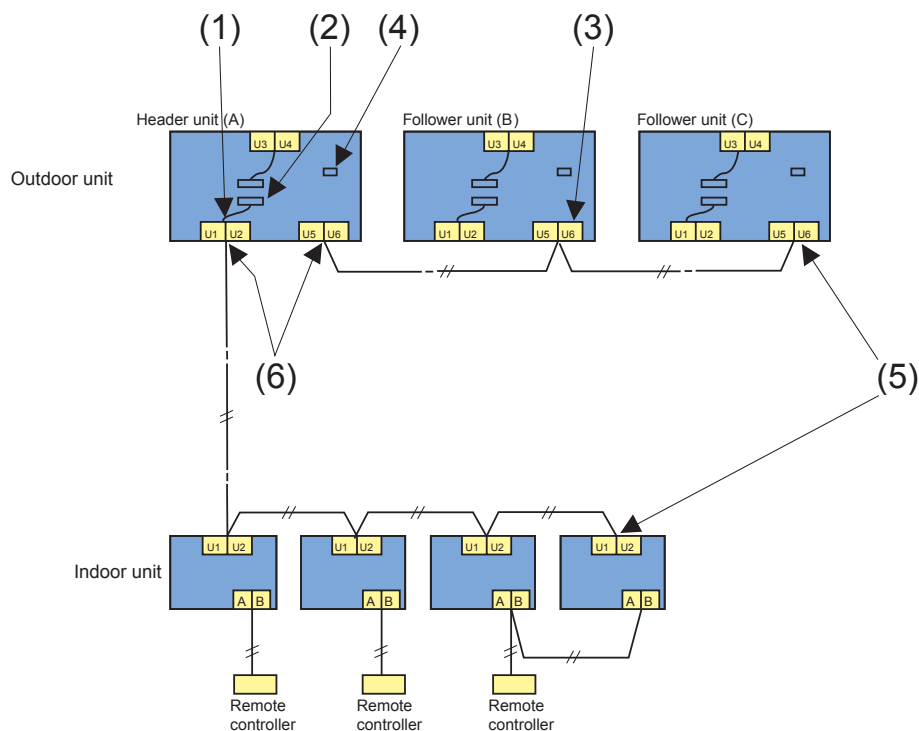 (1) (2) (4) (3)
Header unit (A) Follower unit (B) Follower unit (C)
U3 U4 U3 U4 U3 U4
Outdoor unit
U1 U2 U5 U6 U1 U2 U5 U6 U1 U2 U5 U6
(6) (5)
U1 U2 U1 U2 U1 U2 U1 U2
Indoor unit
A B A B A B A B
Remote Remote Remote
controller controller controller